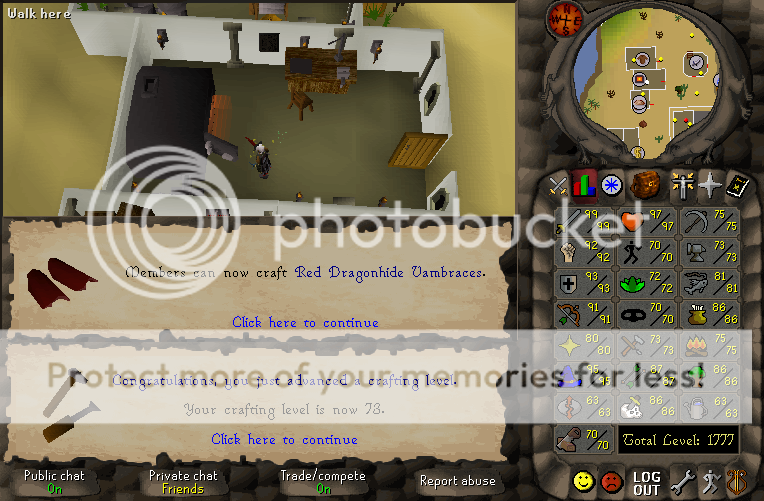 Walk here
Members can now craft Red Dragonhide Vambraces.
Click here to continue
Congratulations, you just advanced a crafting level.
Your crafting level is now 73.
Click here to continue
Public chat
On
Private chat
Friends
Trade/compete
On
Report abuse
N
W E
S
99/99 97/97 75/75
92/92 70/70 73/73
93/93 72/72 81/81
91/91 70/70 86/86
80/80 73/73 75/75
95/95 87/87 86/86
63/63 86/86 63/63
70/70 Total Level: 1777
LOG
OUT
photobucket
Protect more of your memories for less!